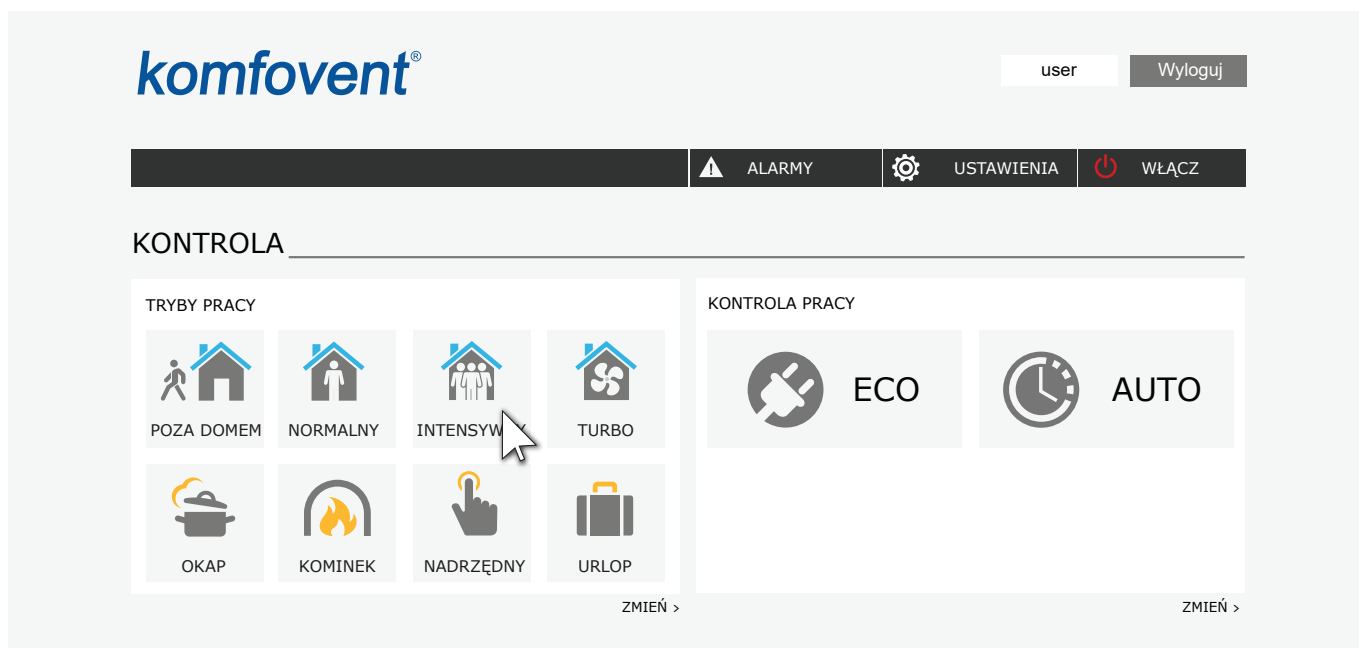 komfovent®
user Wyloguj
ALARMY USTAWIENIA WŁĄCZ
KONTROLA
TRYBY PRACY
POZA DOMEM NORMALNY TURBO
OKAP KOMINEK NADRZĘDNY URLOP
ZMIEŃ >
KONTROLA PRACY
ECO AUTO
ZMIEŃ >